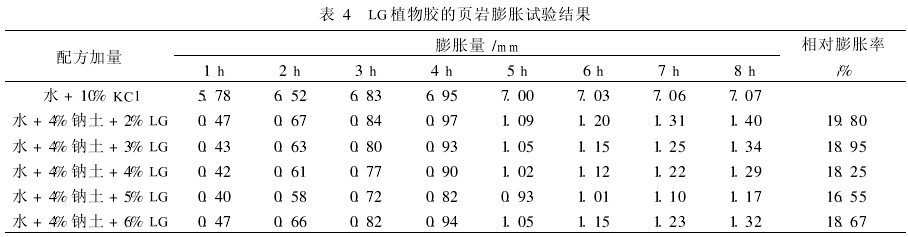 表 4 LG植物胶的页岩膨胀试验结果
配方加量 膨胀量 /mm 相对膨胀率 /%
1 h 2 h 3 h 4 h 5 h 6 h 7 h 8 h
水 + 10% KCl 5.78 6.52 6.83 6.95 7.00 7.03 7.06 7.07
水 + 4% 钠土 + 2% LG 0.47 0.67 0.84 0.97 1.09 1.20 1.31 1.40 19.80
水 + 4% 钠土 + 3% LG 0.43 0.63 0.80 0.93 1.05 1.15 1.25 1.34 18.95
水 + 4% 钠土 + 4% LG 0.42 0.61 0.77 0.90 1.02 1.12 1.22 1.29 18.25
水 + 4% 钠土 + 5% LG 0.40 0.58 0.72 0.82 0.93 1.01 1.10 1.17 16.55
水 + 4% 钠土 + 6% LG 0.47 0.66 0.82 0.94 1.05 1.15 1.23 1.32 18.67